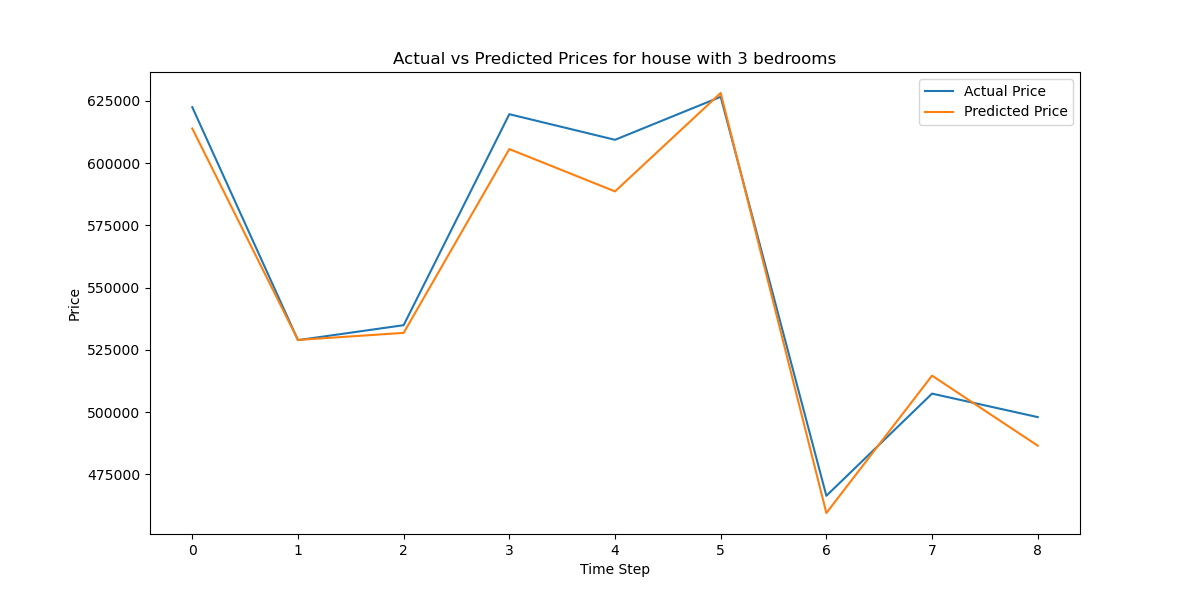 Actual vs Predicted Prices for house with 3 bedrooms
Actual Price
Predicted Price
625000
600000
575000
550000
525000
500000
475000
Price
0 1 2 3 4 5 6 7 8
Time Step